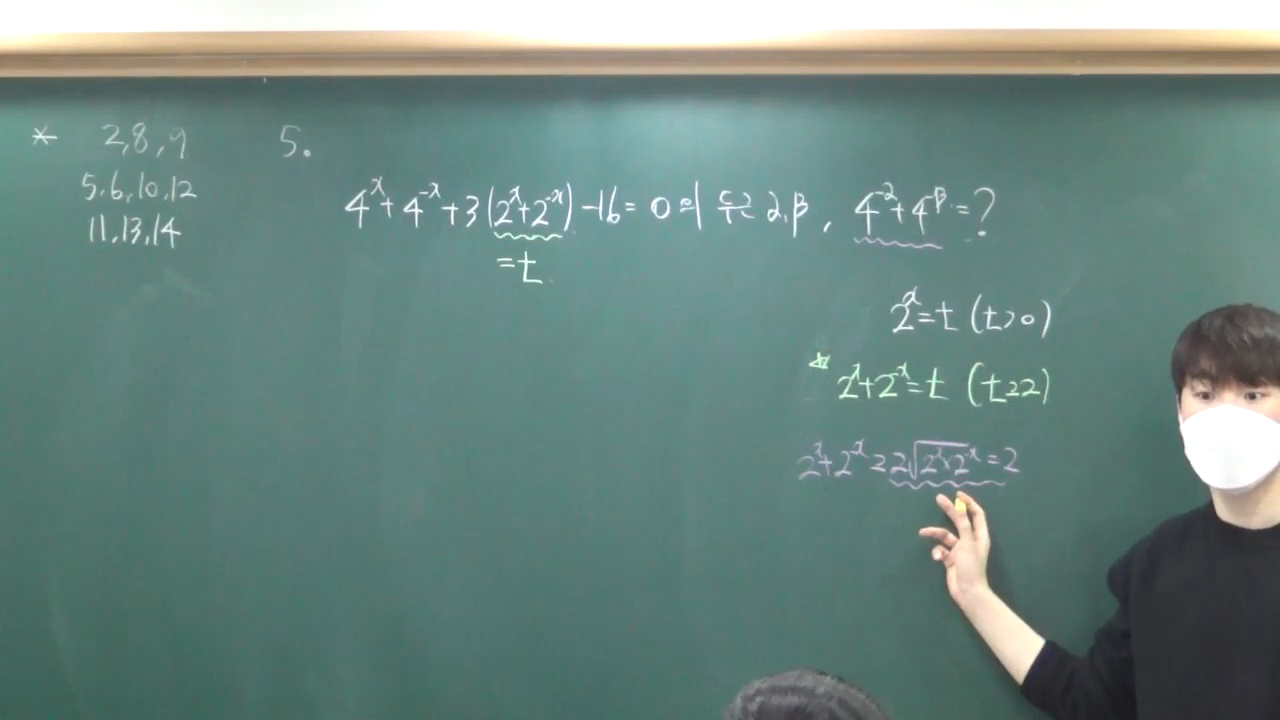 * 2, 8, 9
5, 6, 10, 12
11, 13, 14
5.
4^x + 4^-x + 3(2^x + 2^-x) - 16 = 0 의 두근 α, β, 4^-α + 4^-β = ?
= t
2^x = t (t>0)
☆ 2^x + 2^-x = t (t≥2)
2^x + 2^-x ≥ 2√(2^x × 2^-x) = 2